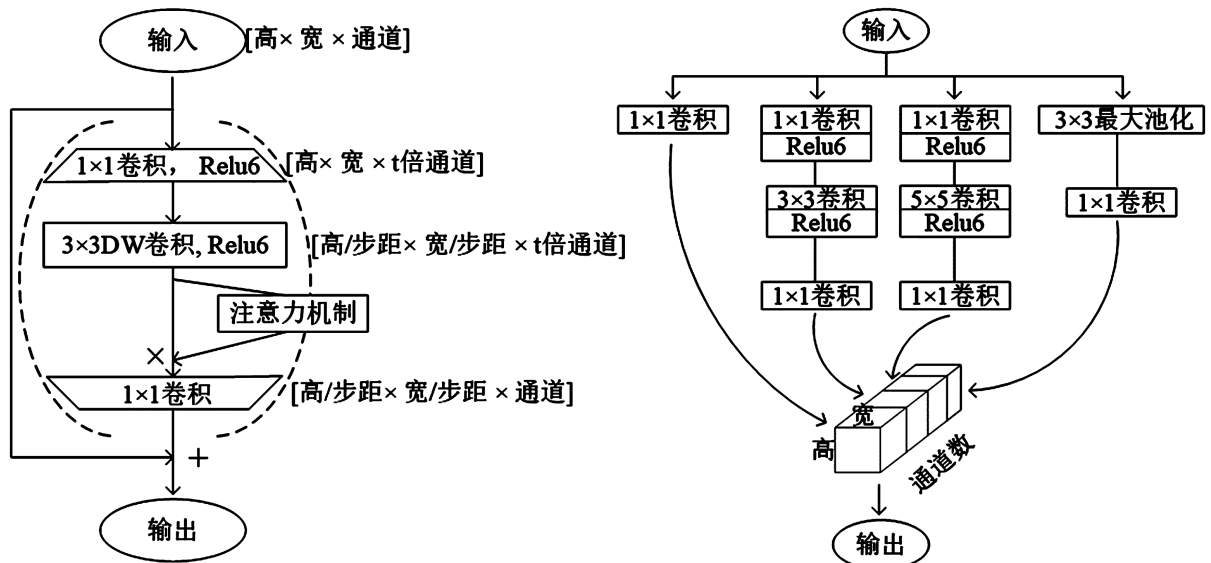 输入
[高× 宽 × 通道]
1×1卷积， Relu6
[高× 宽 × t倍通道]
3×3DW卷积, Relu6
[高/步距× 宽/步距 × t倍通道]
注意力机制
×
1×1卷积
[高/步距× 宽/步距 × 通道]
+
输出
输入
1×1卷积
1×1卷积
Relu6
3×3卷积
Relu6
1×1卷积
1×1卷积
Relu6
5×5卷积
Relu6
1×1卷积
3×3最大池化
1×1卷积
宽
高
通道数
输出